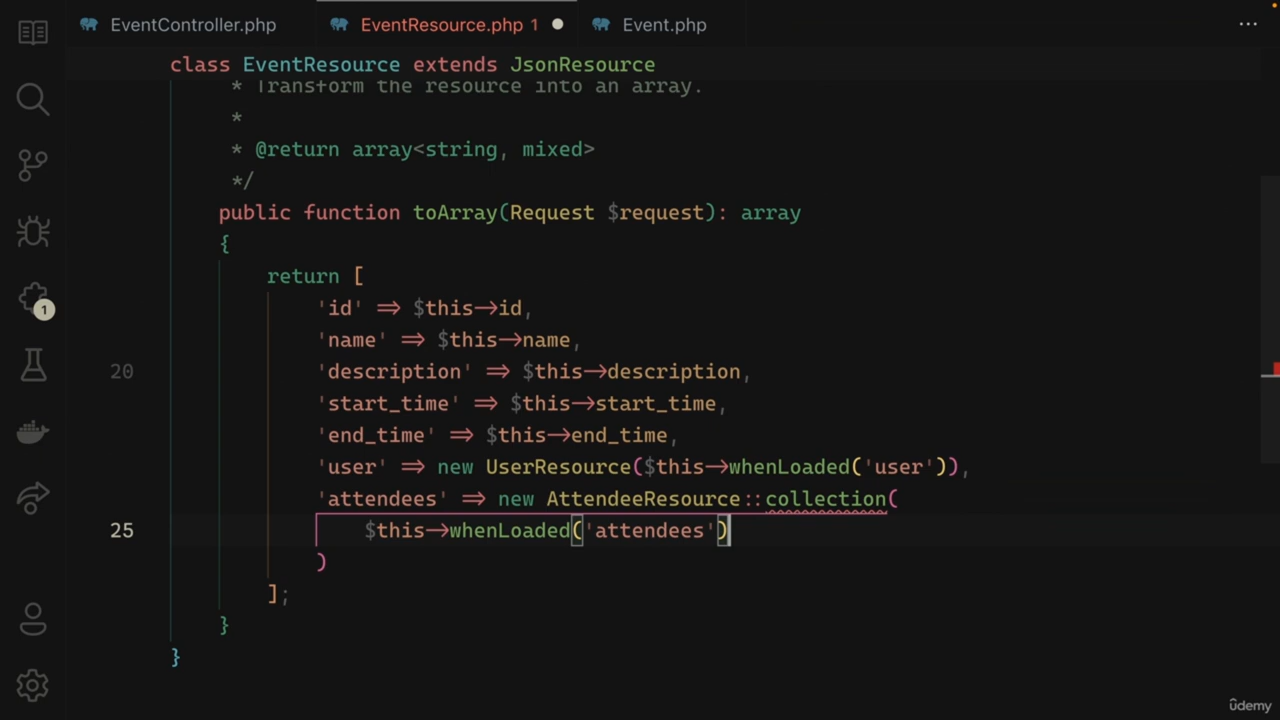 EventController.php EventResource.php 1 Event.php ...
class EventResource extends JsonResource
* Transform the resource into an array.
*
* @return array<string, mixed>
*/
public function toArray(Request $request): array
{
return [
'id' => $this->id,
'name' => $this->name,
20 'description' => $this->description,
'start_time' => $this->start_time,
'end_time' => $this->end_time,
'user' => new UserResource($this->whenLoaded('user')),
'attendees' => new AttendeeResource::collection(
25 $this->whenLoaded('attendees')
)
];
}
}
1
ûdemy